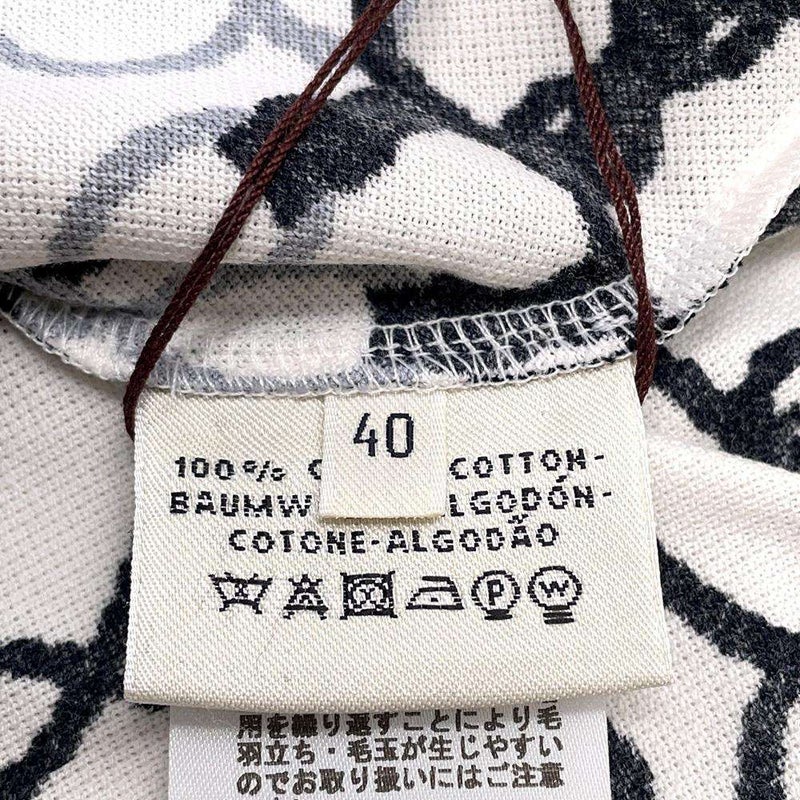 40
100% C COTTON-
BAUMW LGODÓN-
COTONE-ALGODÃO
P W
用を繰り返すことにより毛
羽立ち・毛玉が生じやすい
のでお取り扱いにはご注意